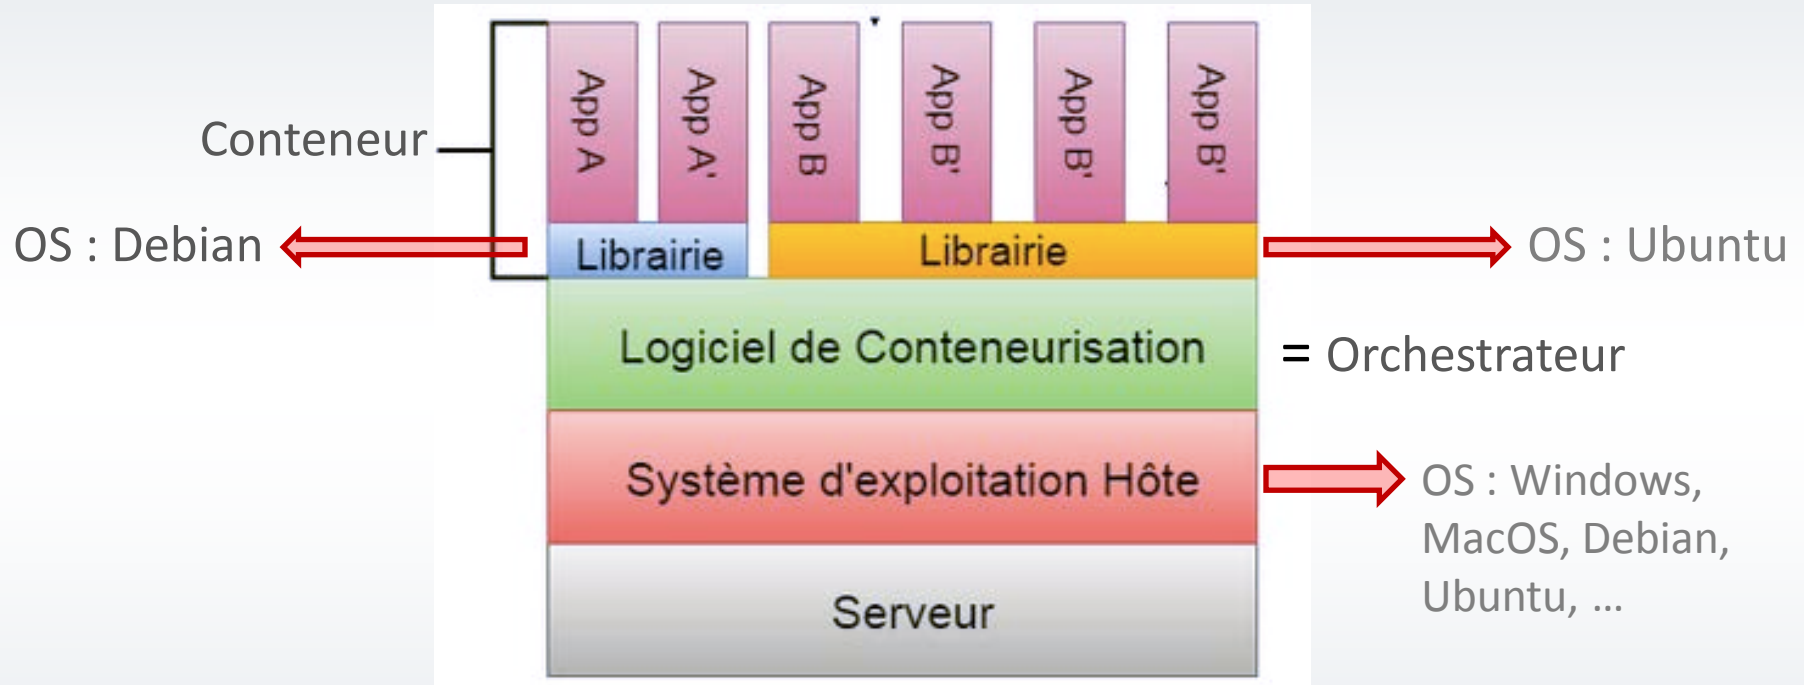 App A
App A'
App B
App B'
App B'
App B'
Conteneur
OS : Debian
Librairie
Librairie
OS : Ubuntu
Logiciel de Conteneurisation
= Orchestrateur
Système d'exploitation Hôte
OS : Windows,
MacOS, Debian,
Ubuntu, ...
Serveur